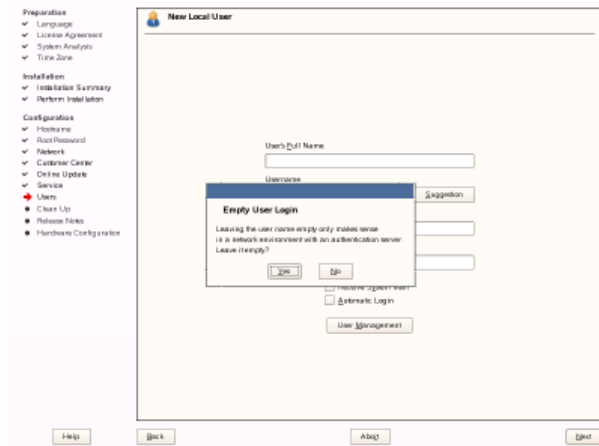 Preparation
Language
License Agreement
System Analysis
Time Zone
Installation
Installation Summary
Perform Installation
Configuration
Hostname
Root Password
Network
Customer Center
Online Update
Service
Users
Clean Up
Release Notes
Hardware Configuration
New Local User
User's Full Name
Username
Suggestion
Empty User Login
Leaving the user name empty only makes sense
in a network environment with an authentication server.
Leave it empty?
Yes
No
Receive System Mail
Automatic Login
User Management
Help
Back
Abort
Next